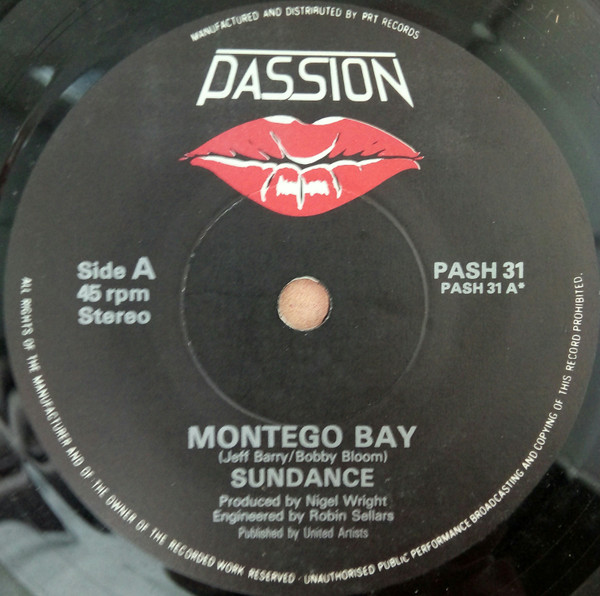 MANUFACTURED AND DISTRIBUTED BY PRT RECORDS
PASSION
Side A
45 rpm
Stereo
PASH 31
PASH 31 A*
MONTEGO BAY
(Jeff Barry/Bobby Bloom)
SUNDANCE
Produced by Nigel Wright
Engineered by Robin Sellars
Published by United Artists
ALL RIGHTS OF THE MANUFACTURER AND OF THE OWNER OF THE RECORDED WORK RESERVED · UNAUTHORISED PUBLIC PERFORMANCE BROADCASTING AND COPYING OF THIS RECORD PROHIBITED.